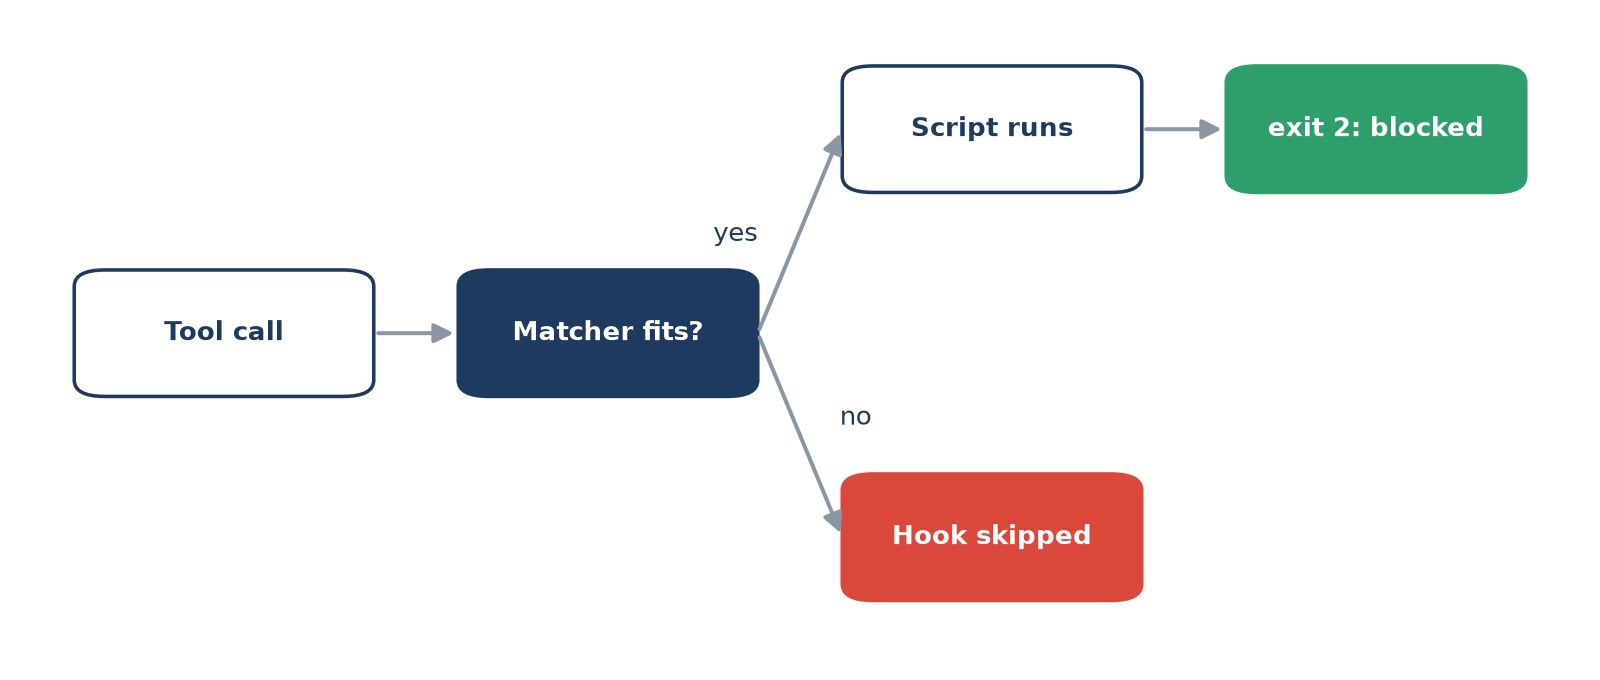 Tool call
Matcher fits?
yes
Script runs
exit 2: blocked
no
Hook skipped